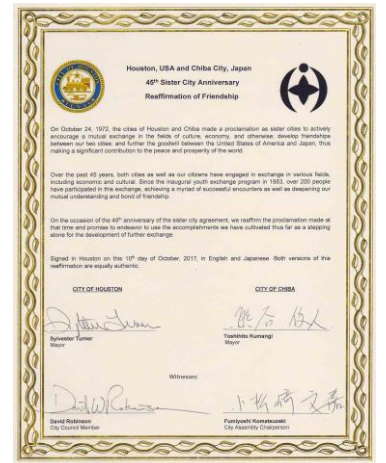 Houston, USA and Chiba City, Japan
45th Sister City Anniversary
Reaffirmation of Friendship
On October 24, 1972, the cities of Houston and Chiba made a proclamation as sister cities to actively
encourage a mutual exchange in the fields of culture, economy, and otherwise, develop friendships
between our two cities; and further the goodwill between the United States of America and Japan, thus
making a significant contribution to the peace and prosperity of the world.
Over the past 45 years, both cities as well as our citizens have engaged in exchange in various fields,
including economic and cultural. Since the inaugural youth exchange program in 1983, over 200 people
have participated in the exchange, achieving a myriad of successful encounters as well as deepening our
mutual understanding and bond of friendship.
On the occasion of the 45th anniversary of the sister city agreement, we reaffirm the proclamation made at
that time and promise to endeavor to use the accomplishments we have cultivated thus far as a stepping
stone for the development of further exchange.
Signed in Houston on this 10th day of October, 2017, in English and Japanese. Both versions of this
reaffirmation are equally authentic.
CITY OF HOUSTON
CITY OF CHIBA
熊谷 俊人
Sylvester Turner
Mayor
Toshihito Kumangi
Mayor
Witnesses:
小松崎 文嘉
David Robinson
City Council Member
Fumiyoshi Komatsuzaki
City Assembly Chairperson